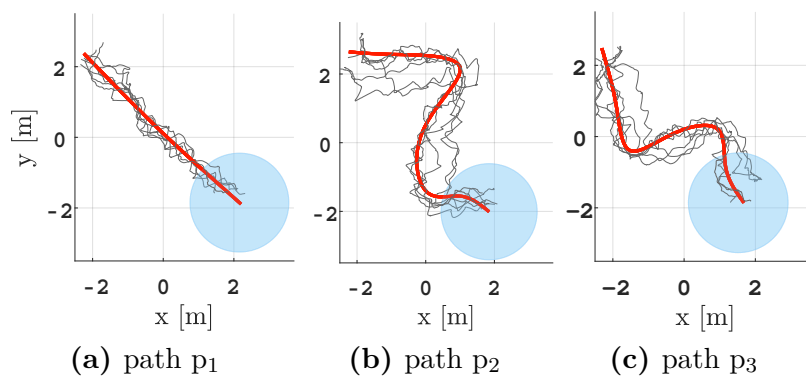 y [m]
2
0
-2
-2 0 2
x [m]
(a) path p₁
2
0
-2
-2 0 2
x [m]
(b) path p₂
2
0
−2
−2 0 2
x [m]
(c) path p₃